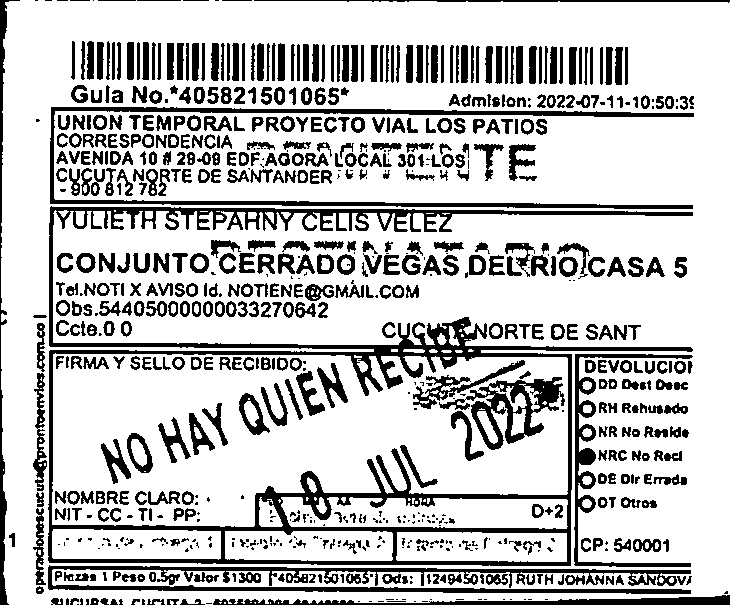 Guia No.*405821501065*
Admision: 2022-07-11-10:50:39
UNION TEMPORAL PROYECTO VIAL LOS PATIOS
CORRESPONDENCIA
AVENIDA 10 # 29-09 EDF AGORA LOCAL 301 LOS
CUCUTA NORTE DE SANTANDER
- 900 812 782
YULIETH STEPAHNY CELIS VELEZ
CONJUNTO CERRADO VEGAS DEL RIO CASA 5
Tel.NOTI X AVISO Id. NOTIENE@GMAIL.COM
Obs.54405000000033270642
Ccte.0 0
CUCUTA NORTE DE SANT
FIRMA Y SELLO DE RECIBIDO:
NO HAY QUIEN RECIBE
18 JUL 2022
NOMBRE CLARO:
NIT - CC - TI - PP:
AA HORA
D+2
DEVOLUCION
DD Dest Desc
RH Rehusado
NR No Reside
NRC No Reci
DE Dir Errada
OT Otros
CP: 540001
Piezas 1 Peso 0.5gr Valor $1300 [*405821501065*] Ods: [12494501065] RUTH JOHANNA SANDOVA
operacionescucuta@prontoenvios.com.co
1